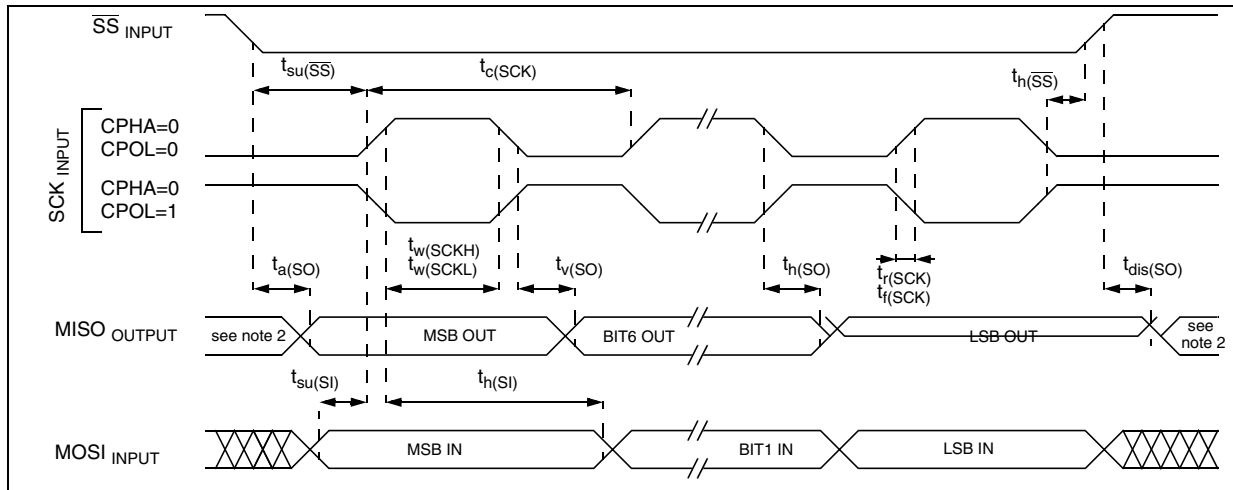 SS INPUT
tsu(SS)
tc(SCK)
th(SS)
SCK INPUT
CPHA=0
CPOL=0
CPHA=0
CPOL=1
ta(SO)
tw(SCKH)
tw(SCKL)
tv(SO)
th(SO)
tr(SCK)
tf(SCK)
tdis(SO)
MISO OUTPUT
see note 2
MSB OUT
BIT6 OUT
LSB OUT
see
note 2
tsu(SI)
th(SI)
MOSI INPUT
MSB IN
BIT1 IN
LSB IN